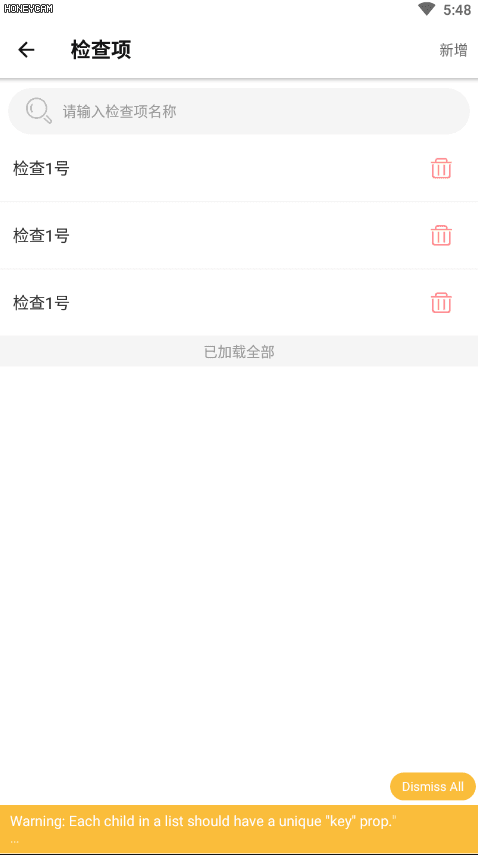 HONEYCAM
5:48
检查项
新增
请输入检查项名称
检查1号
检查1号
检查1号
已加载全部
Dismiss All
Warning: Each child in a list should have a unique "key" prop."
...